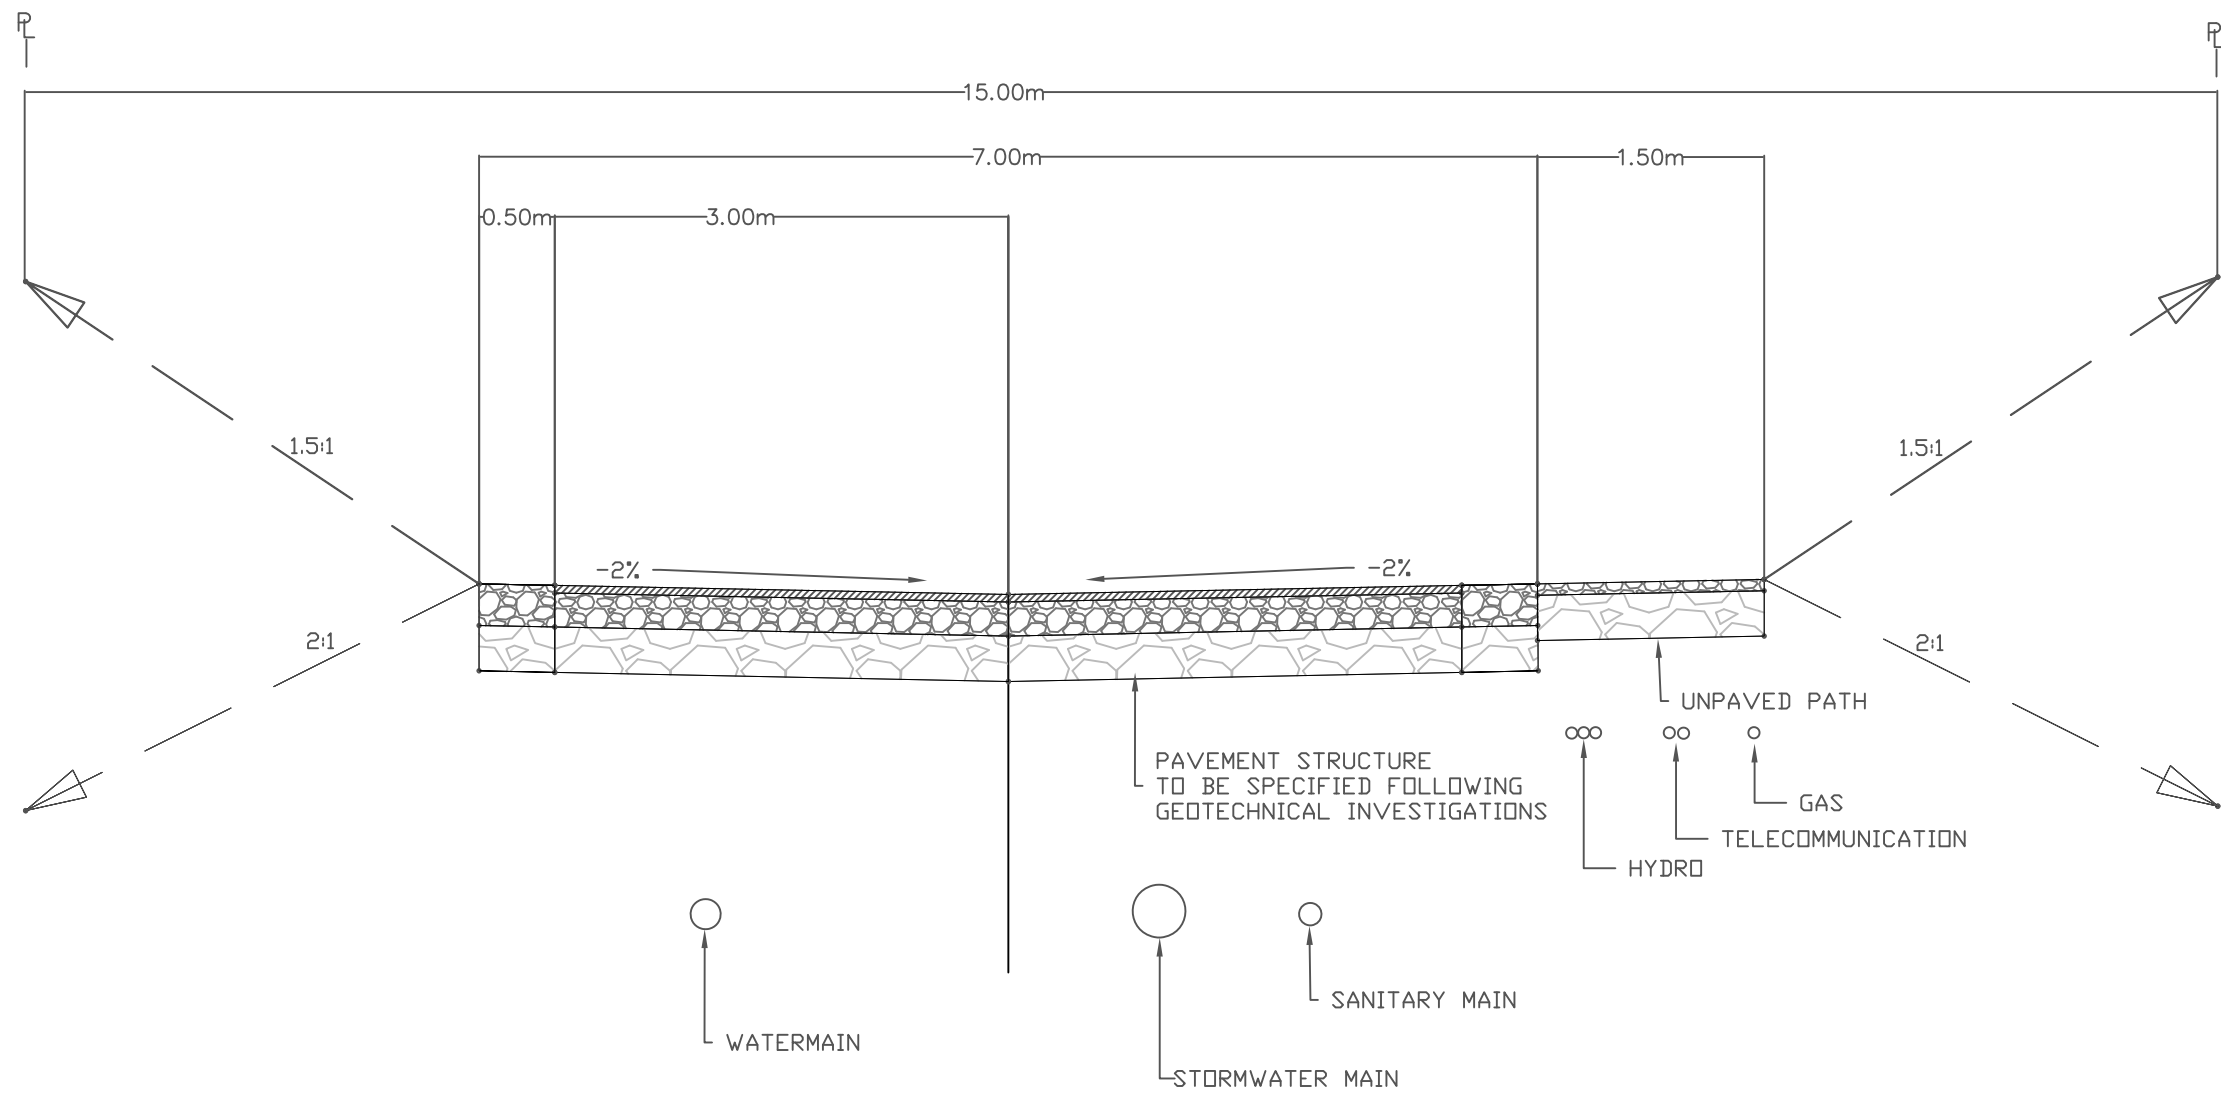 PL
PL
15.00m
7.00m
1.50m
0.50m
3.00m
1.5:1
1.5:1
-2%
-2%
2:1
2:1
UNPAVED PATH
PAVEMENT STRUCTURE
TO BE SPECIFIED FOLLOWING
GEOTECHNICAL INVESTIGATIONS
GAS
TELECOMMUNICATION
HYDRO
SANITARY MAIN
WATERMAIN
STORMWATER MAIN